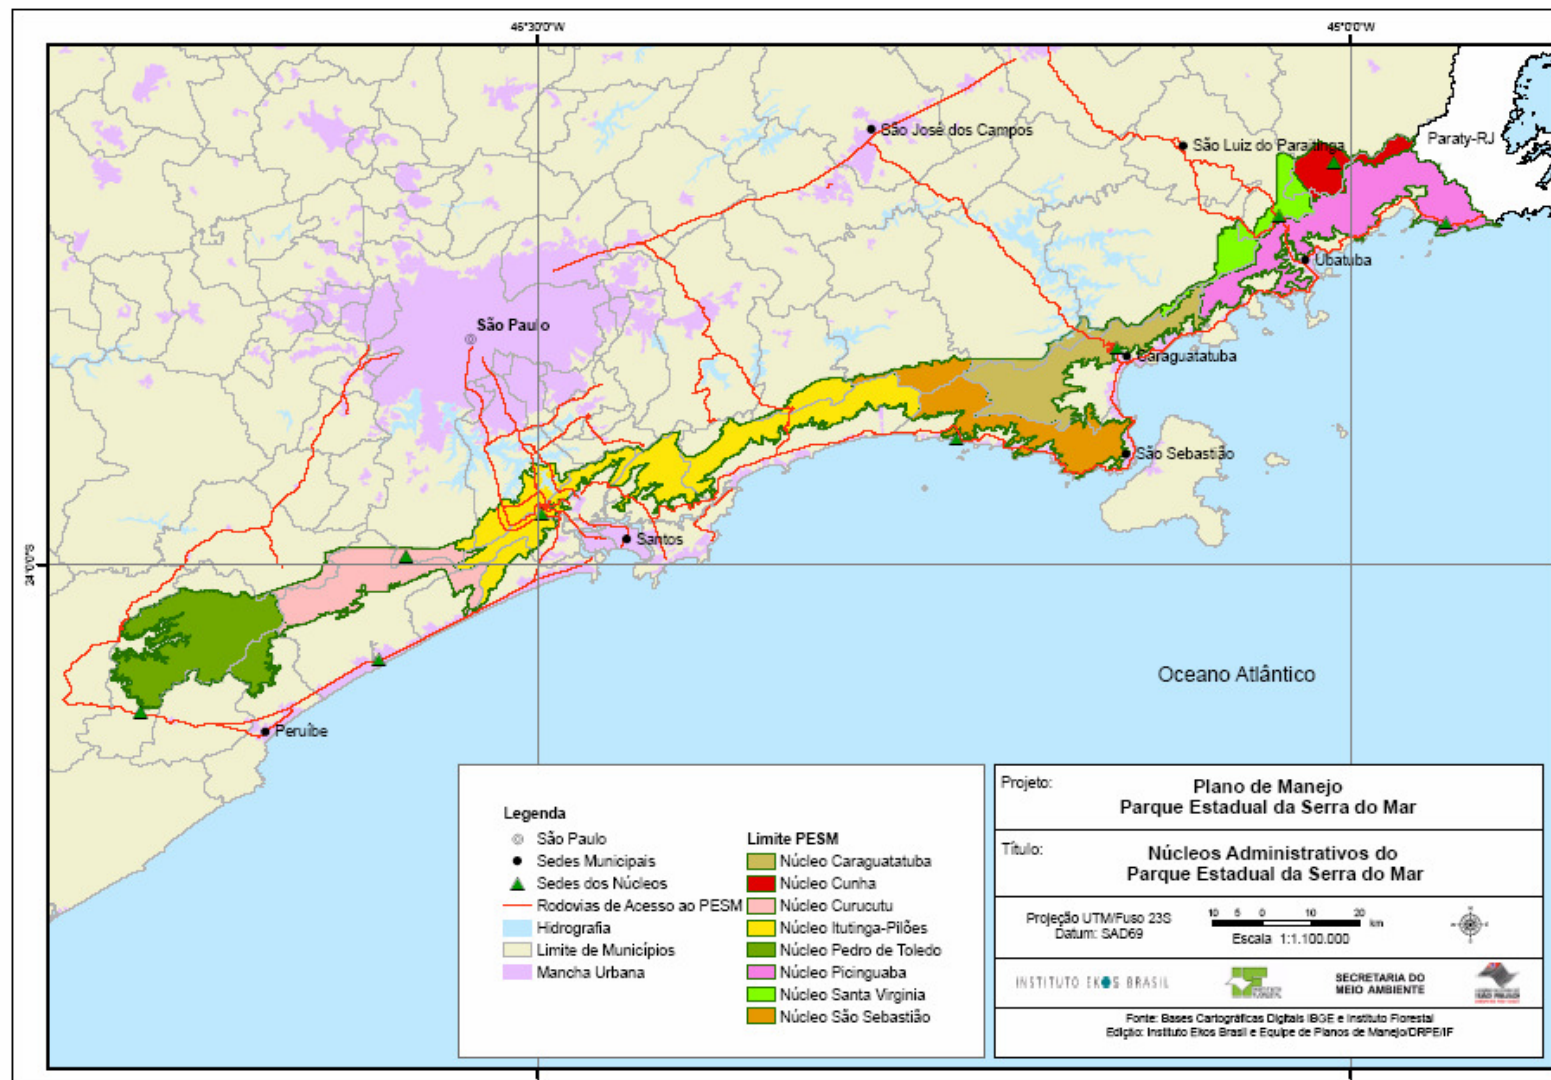 45°30'0"W
45°0'0"W
São José dos Campos
São Luiz do Paraitinga
Paraty-RJ
Ubatuba
São Paulo
Caraguatatuba
São Sebastião
Santos
24°0'0"S
Oceano Atlântico
Peruíbe
Legenda
São Paulo
Sedes Municipais
Sedes dos Núcleos
Rodovias de Acesso ao PESM
Hidrografia
Limite de Municípios
Mancha Urbana
Limite PESM
Núcleo Caraguatatuba
Núcleo Cunha
Núcleo Curucutu
Núcleo Itutinga-Pilões
Núcleo Pedro de Toledo
Núcleo Picinguaba
Núcleo Santa Virginia
Núcleo São Sebastião
Projeto:
Plano de Manejo
Parque Estadual da Serra do Mar
Título:
Núcleos Administrativos do
Parque Estadual da Serra do Mar
Projeção UTM/Fuso 23S
Datum: SAD69
10 5 0 10 20
km
Escala 1:1.100.000
INSTITUTO EKOS BRASIL
SECRETARIA DO
MEIO AMBIENTE
Fonte: Bases Cartográficas Digitais IBGE e Instituto Florestal
Edição: Instituto Ekos Brasil e Equipe de Planos de Manejo/DRPE/IF